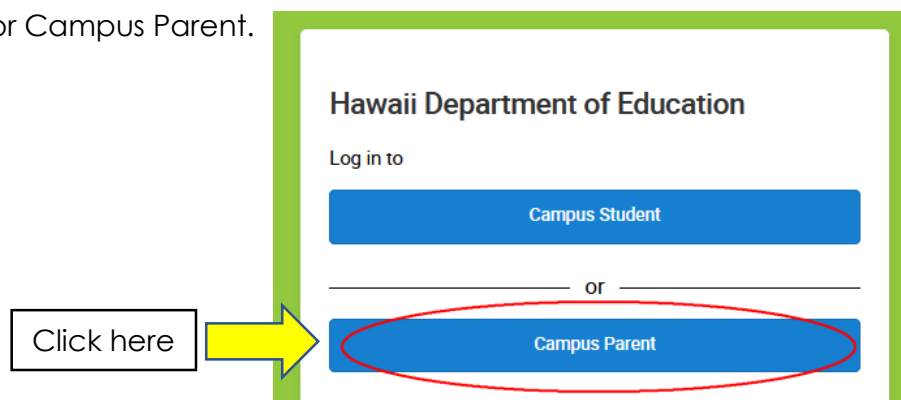 or Campus Parent.
Hawaii Department of Education
Log in to
Campus Student
or
Click here
Campus Parent